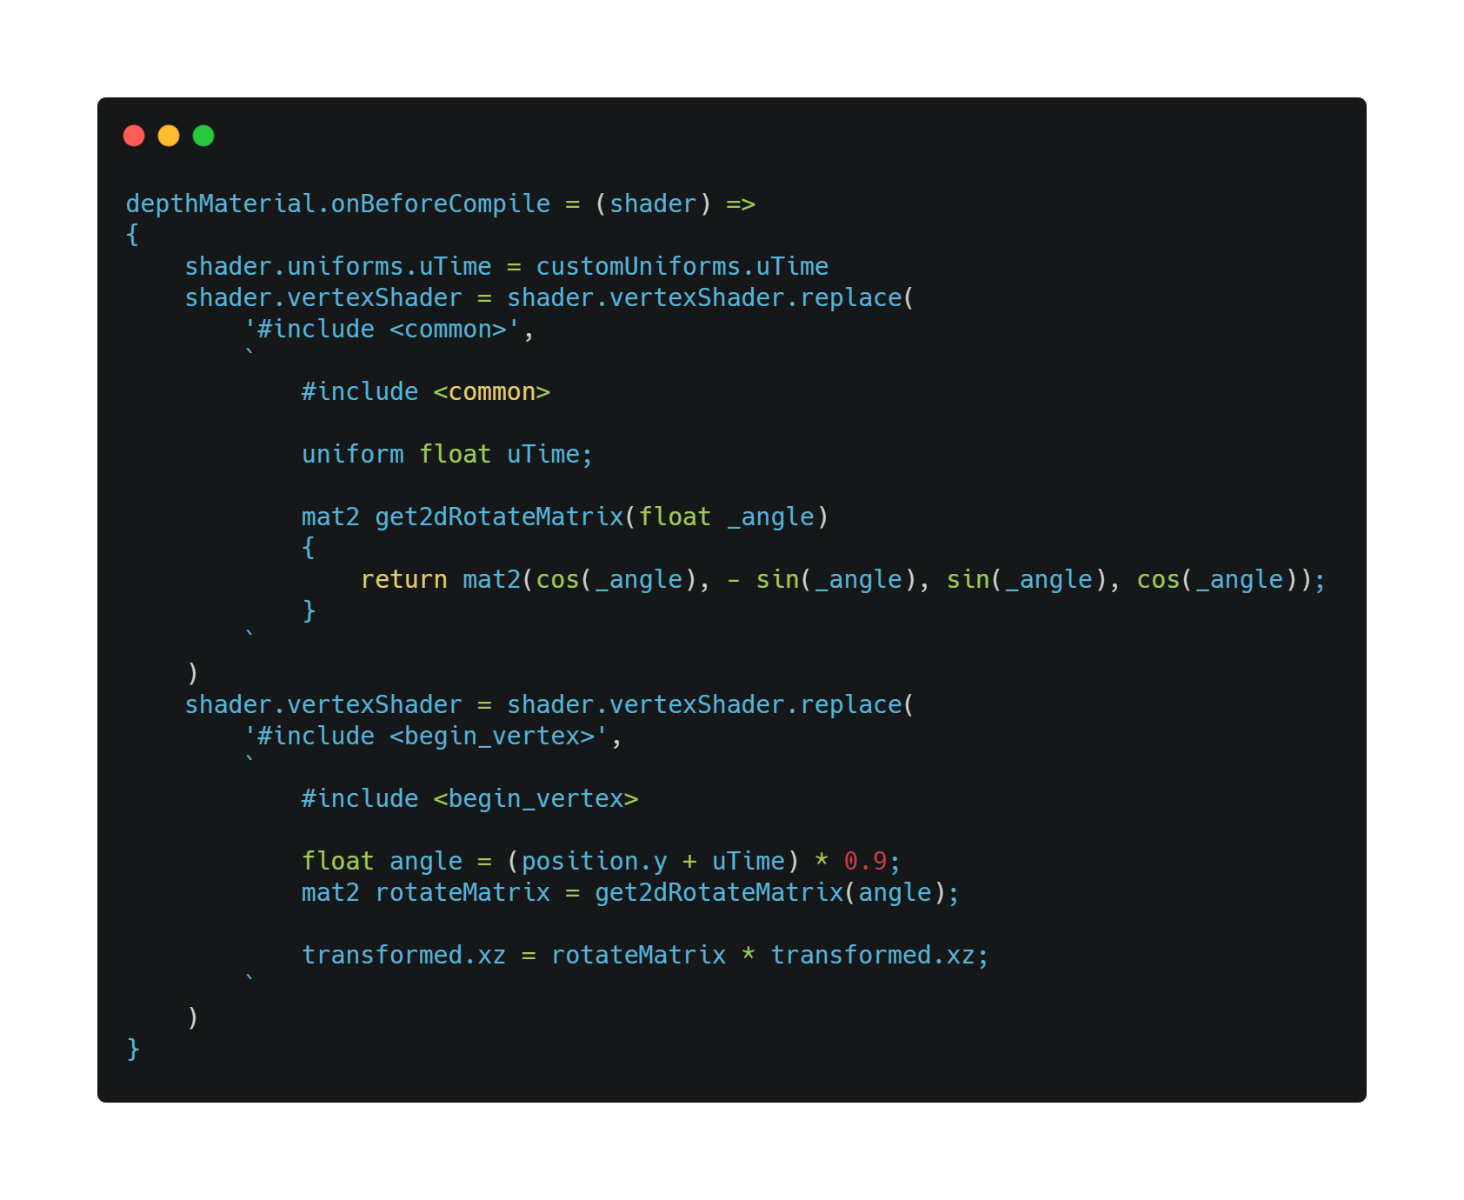 depthMaterial.onBeforeCompile = (shader) =>
{
    shader.uniforms.uTime = customUniforms.uTime
    shader.vertexShader = shader.vertexShader.replace(
        '#include <common>',
        `
            #include <common>

            uniform float uTime;

            mat2 get2dRotateMatrix(float _angle)
            {
                return mat2(cos(_angle), - sin(_angle), sin(_angle), cos(_angle));
            }
        `
    )
    shader.vertexShader = shader.vertexShader.replace(
        '#include <begin_vertex>',
        `
            #include <begin_vertex>

            float angle = (position.y + uTime) * 0.9;
            mat2 rotateMatrix = get2dRotateMatrix(angle);

            transformed.xz = rotateMatrix * transformed.xz;
        `
    )
}